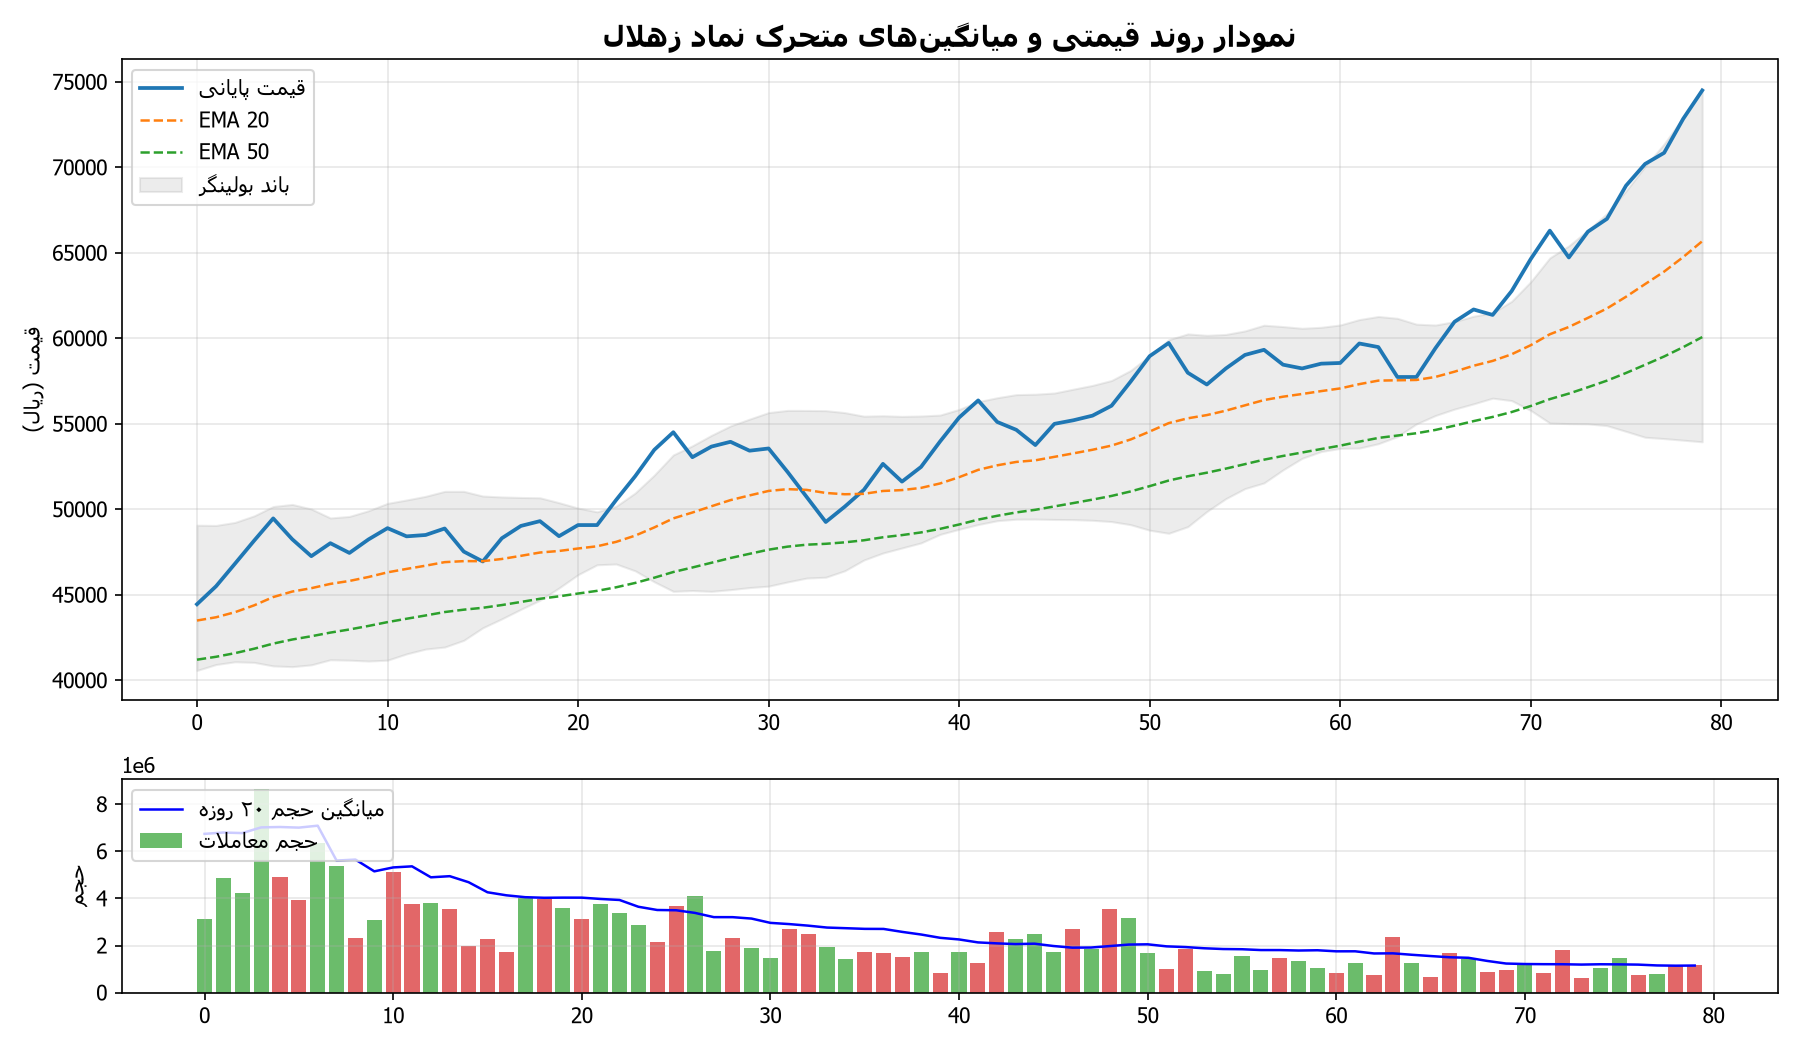 نمودار روند قیمتی و میانگین‌های متحرک نماد زهلال
قیمت پایانی
EMA 20
EMA 50
باند بولینگر
قیمت (ریال)
75000
70000
65000
60000
55000
50000
45000
40000
0 10 20 30 40 50 60 70 80
1e6
میانگین حجم ۲۰ روزه
حجم معاملات
حجم
8
6
4
2
0
0 10 20 30 40 50 60 70 80